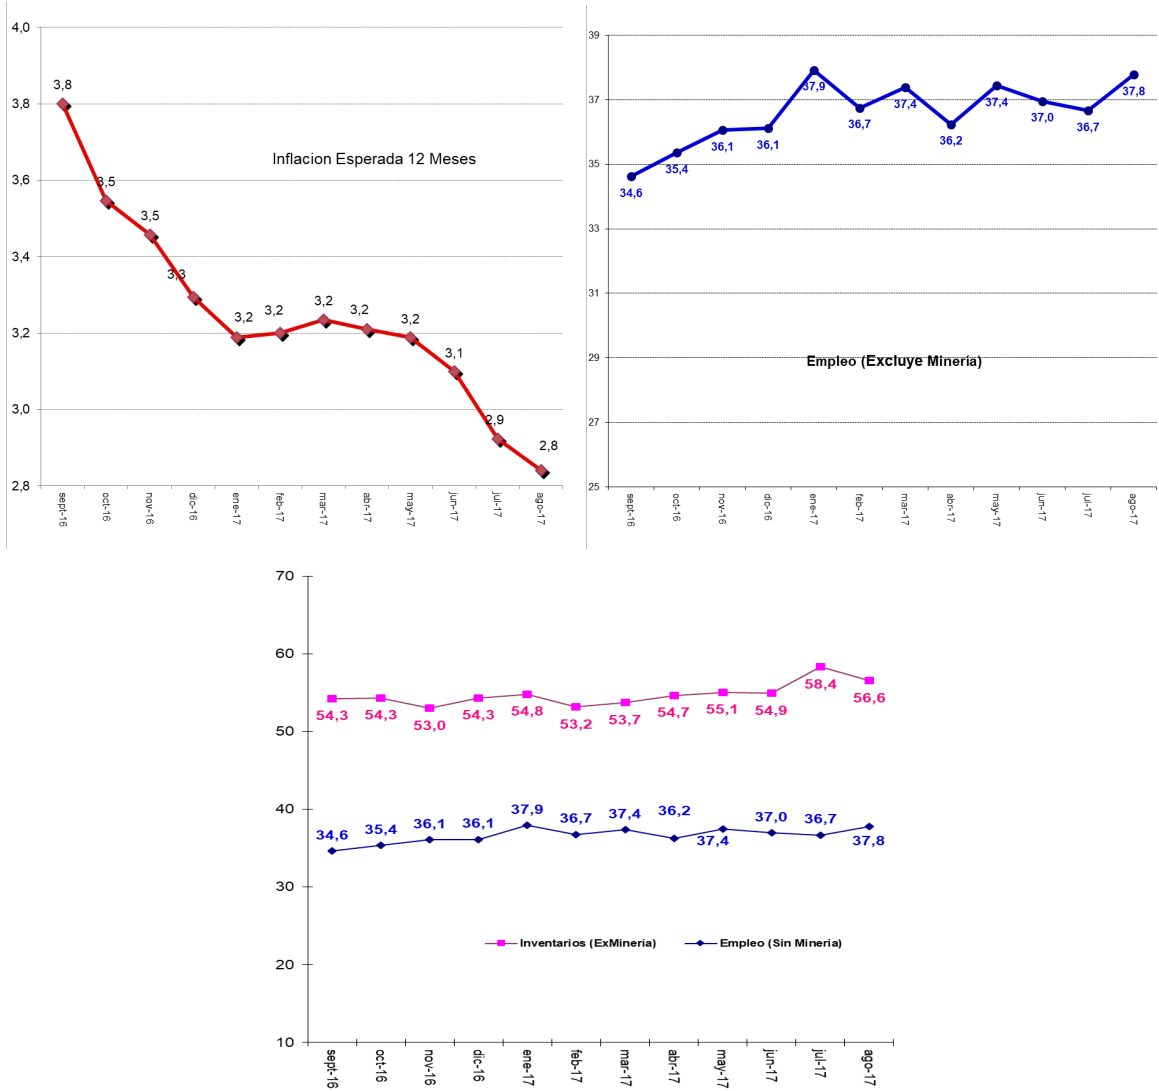 4,0
3,8
3,6
3,4
3,2
3,0
2,8
3,8
3,5
3,5
3,3
3,2
3,2
3,2
3,2
3,2
3,1
2,9
2,8
Inflacion Esperada 12 Meses
sept-16
oct-16
nov-16
dic-16
ene-17
feb-17
mar-17
abr-17
may-17
jun-17
jul-17
ago-17
39
37
35
33
31
29
27
25
34,6
35,4
36,1
36,1
37,9
36,7
37,4
36,2
37,4
37,0
36,7
37,8
Empleo (Excluye Minería)
sept-16
oct-16
nov-16
dic-16
ene-17
feb-17
mar-17
abr-17
may-17
jun-17
jul-17
ago-17
70
60
50
40
30
20
10
54,3
54,3
53,0
54,3
54,8
53,2
53,7
54,7
55,1
54,9
58,4
56,6
34,6
35,4
36,1
36,1
37,9
36,7
37,4
36,2
37,4
37,0
36,7
37,8
Inventarios (ExMinería)
Empleo (Sin Mineria)
sept-16
oct-16
nov-16
dic-16
ene-17
feb-17
mar-17
abr-17
may-17
jun-17
jul-17
ago-17